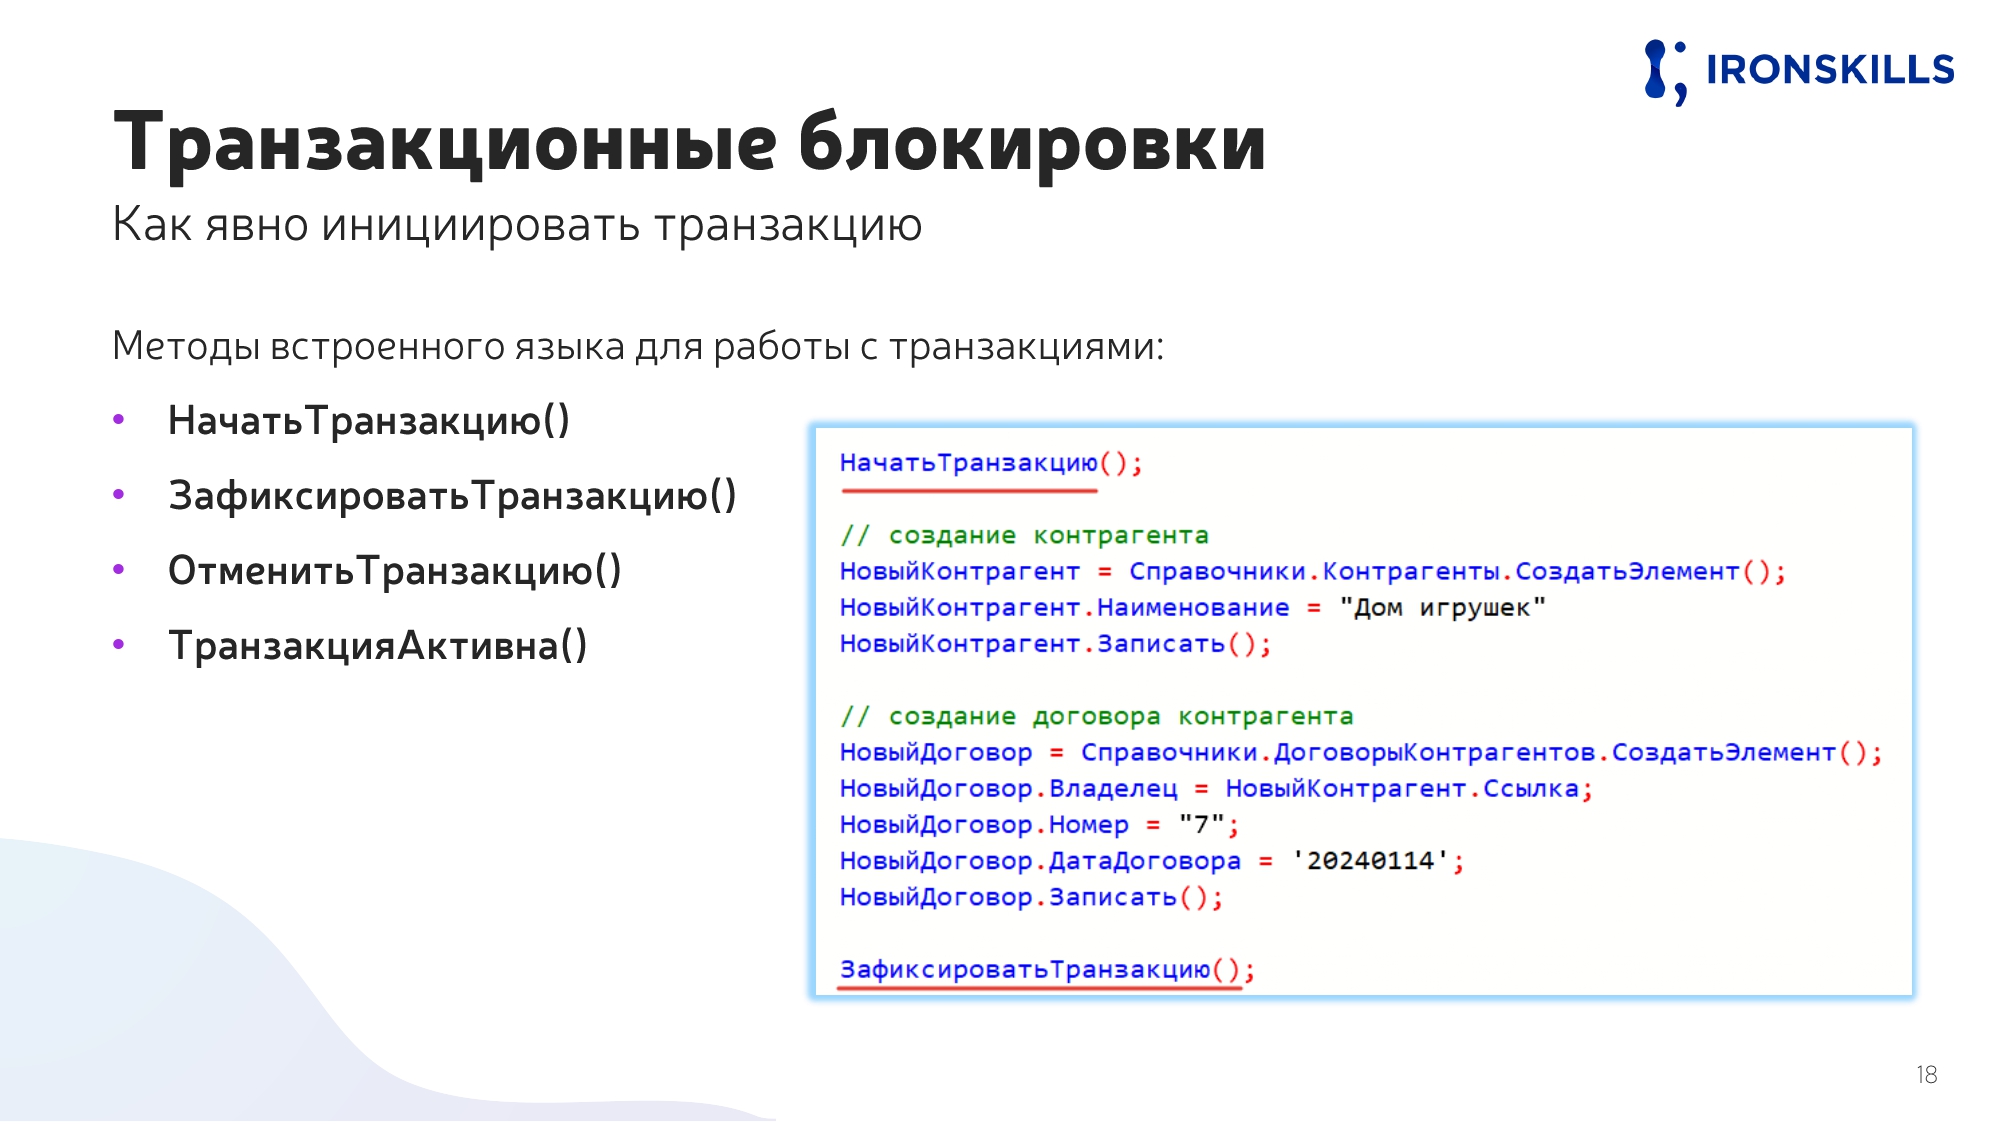 IRONSKILLS
Транзакционные блокировки
Как явно инициировать транзакцию
Методы встроенного языка для работы с транзакциями:
• НачатьТранзакцию()
• ЗафиксироватьТранзакцию()
• ОтменитьТранзакцию()
• ТранзакцияАктивна()
НачатьТранзакцию();
// создание контрагента
НовыйКонтрагент = Справочники.Контрагенты.СоздатьЭлемент();
НовыйКонтрагент.Наименование = "Дом игрушек"
НовыйКонтрагент.Записать();
// создание договора контрагента
НовыйДоговор = Справочники.ДоговорыКонтрагентов.СоздатьЭлемент();
НовыйДоговор.Владелец = НовыйКонтрагент.Ссылка;
НовыйДоговор.Номер = "7";
НовыйДоговор.ДатаДоговора = '20240114';
НовыйДоговор.Записать();
ЗафиксироватьТранзакцию();
18